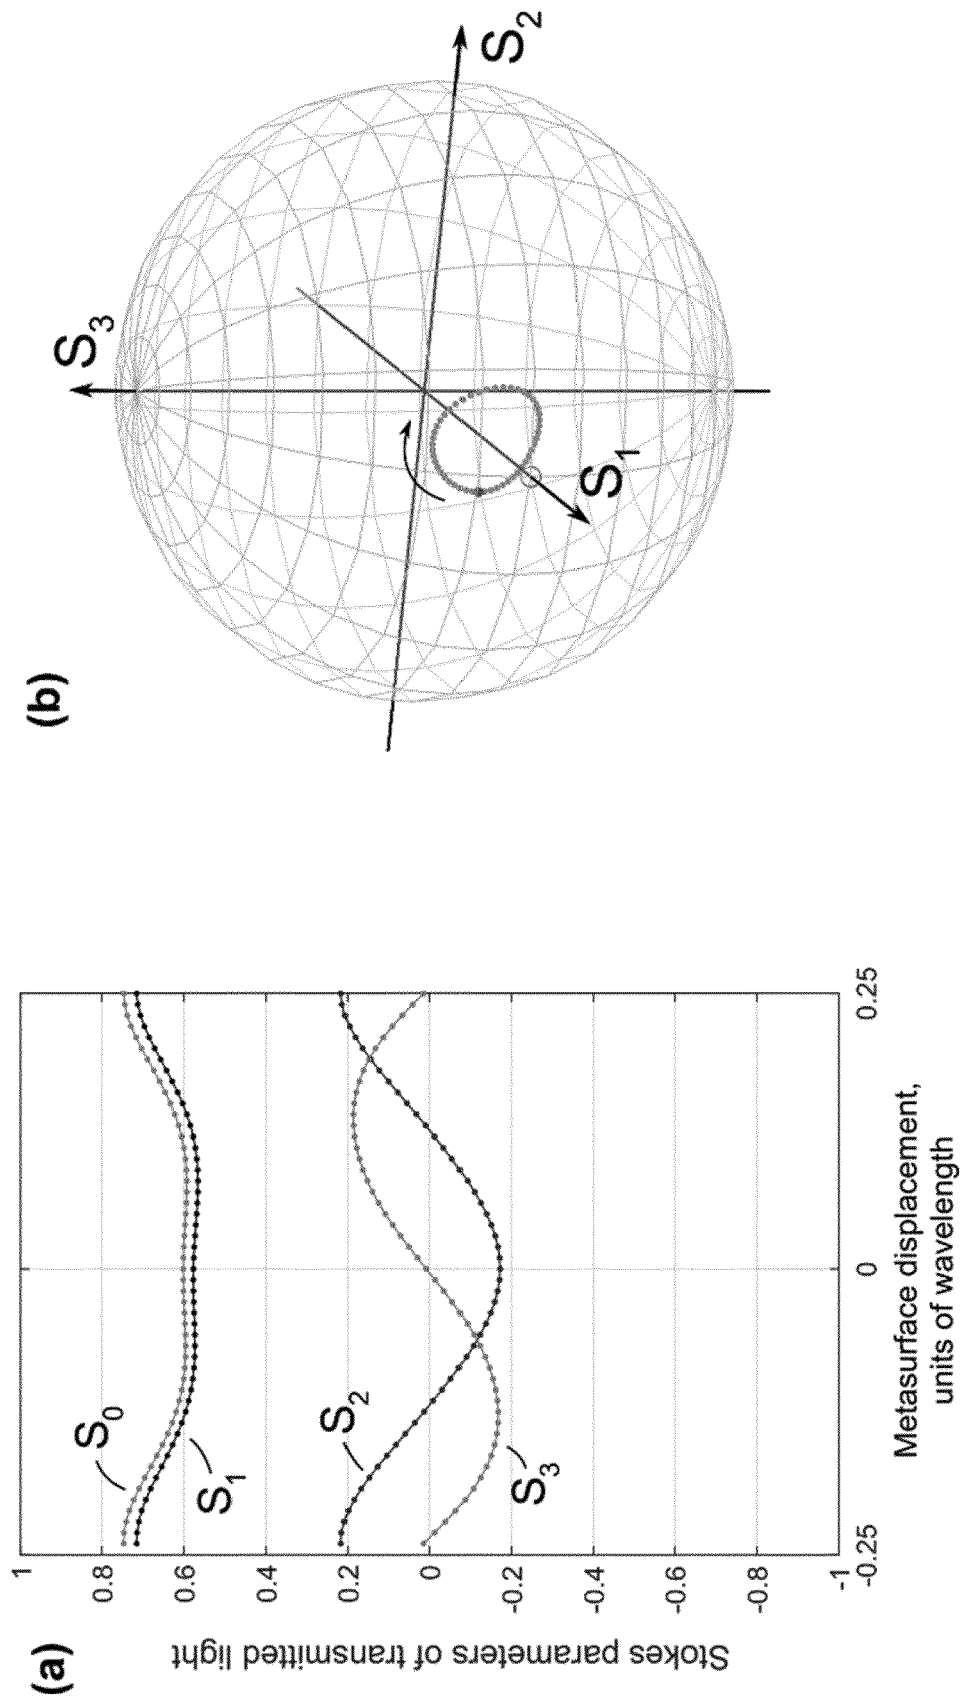 (a)
Stokes parameters of transmitted light
1
0.8
0.6
0.4
0.2
0
-0.2
-0.4
-0.6
-0.8
-1
-0.25
0
0.25
Metasurface displacement,
units of wavelength
S0
S1
S2
S3
(b)
S3
S2
S1